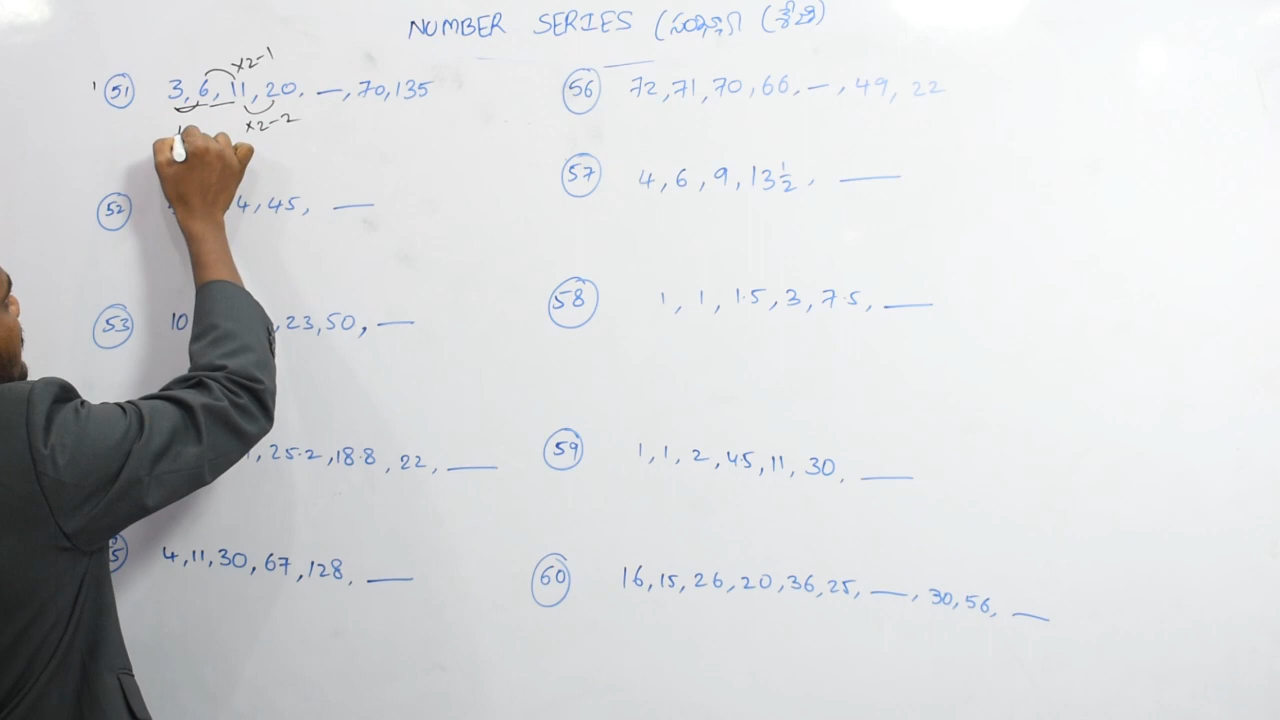 NUMBER SERIES (సంఖ్యా శ్రేణి)
51 3, 6, 11, 20, —, 70, 135
×2-1
×2-2
52 4, 45, —
53 10 , 23, 50, —
, 25.2, 18.8, 22, —
4, 11, 30, 67, 128, —
56 72, 71, 70, 66, —, 49, 22
57 4, 6, 9, 13½, —
58 1, 1, 1.5, 3, 7.5, —
59 1, 1, 2, 4.5, 11, 30, —
60 16, 15, 26, 20, 36, 25, —, 30, 56, —